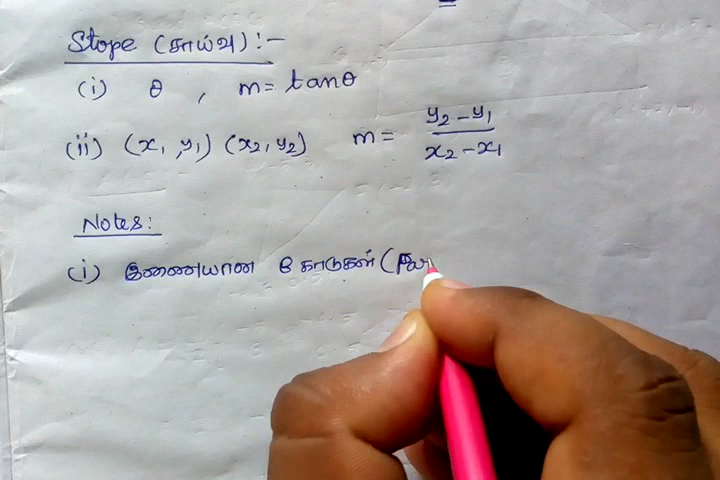 Slope (சாய்வு) :-
(i) θ , m = tanθ
(ii) (x₁, y₁) (x₂, y₂) m = y₂ - y₁ / x₂ - x₁
Notes:
(i) இணையான கோடுகள் (